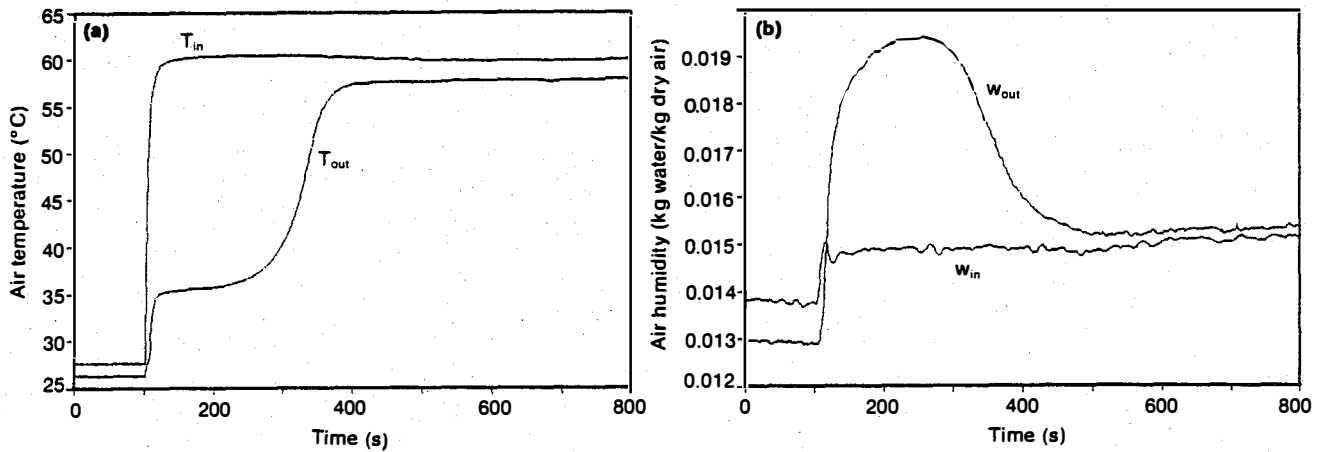 (a)
T_in
T_out
Air temperature (°C)
65
60
55
50
45
40
35
30
28
25
0
200
400
600
800
Time (s)
(b)
w_out
w_in
Air humidity (kg water/kg dry air)
0.019
0.018
0.017
0.016
0.015
0.014
0.013
0.012
0
200
400
600
800
Time (s)